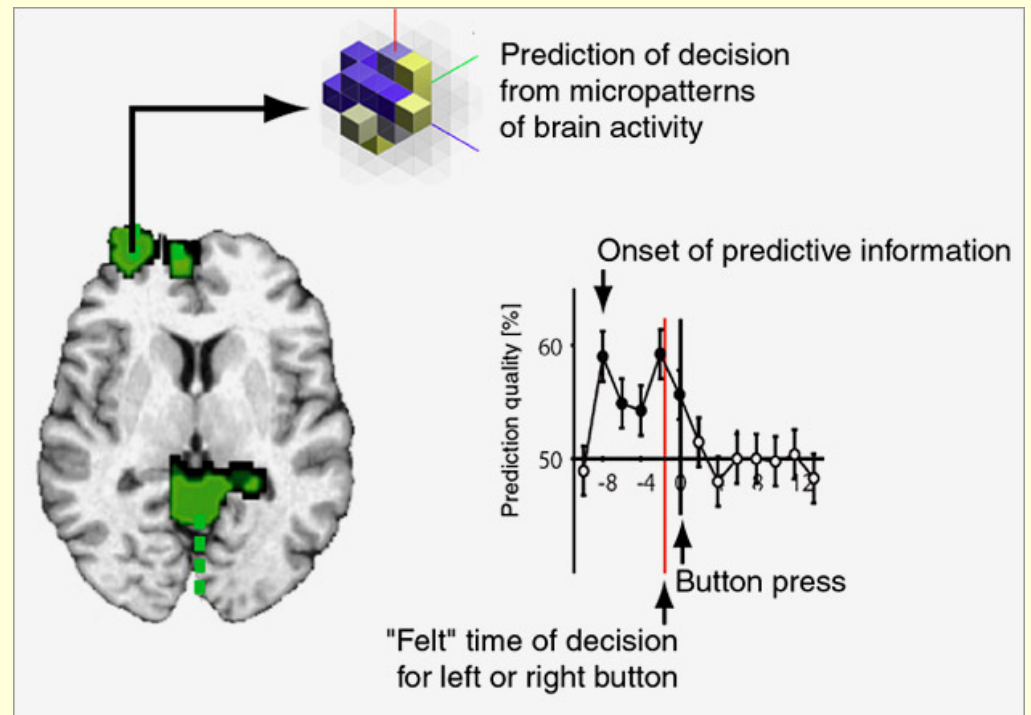 Prediction of decision
from micropatterns
of brain activity
Onset of predictive information
Prediction quality [%]
60
50
-8 -4 0 8 12
Button press
"Felt" time of decision
for left or right button